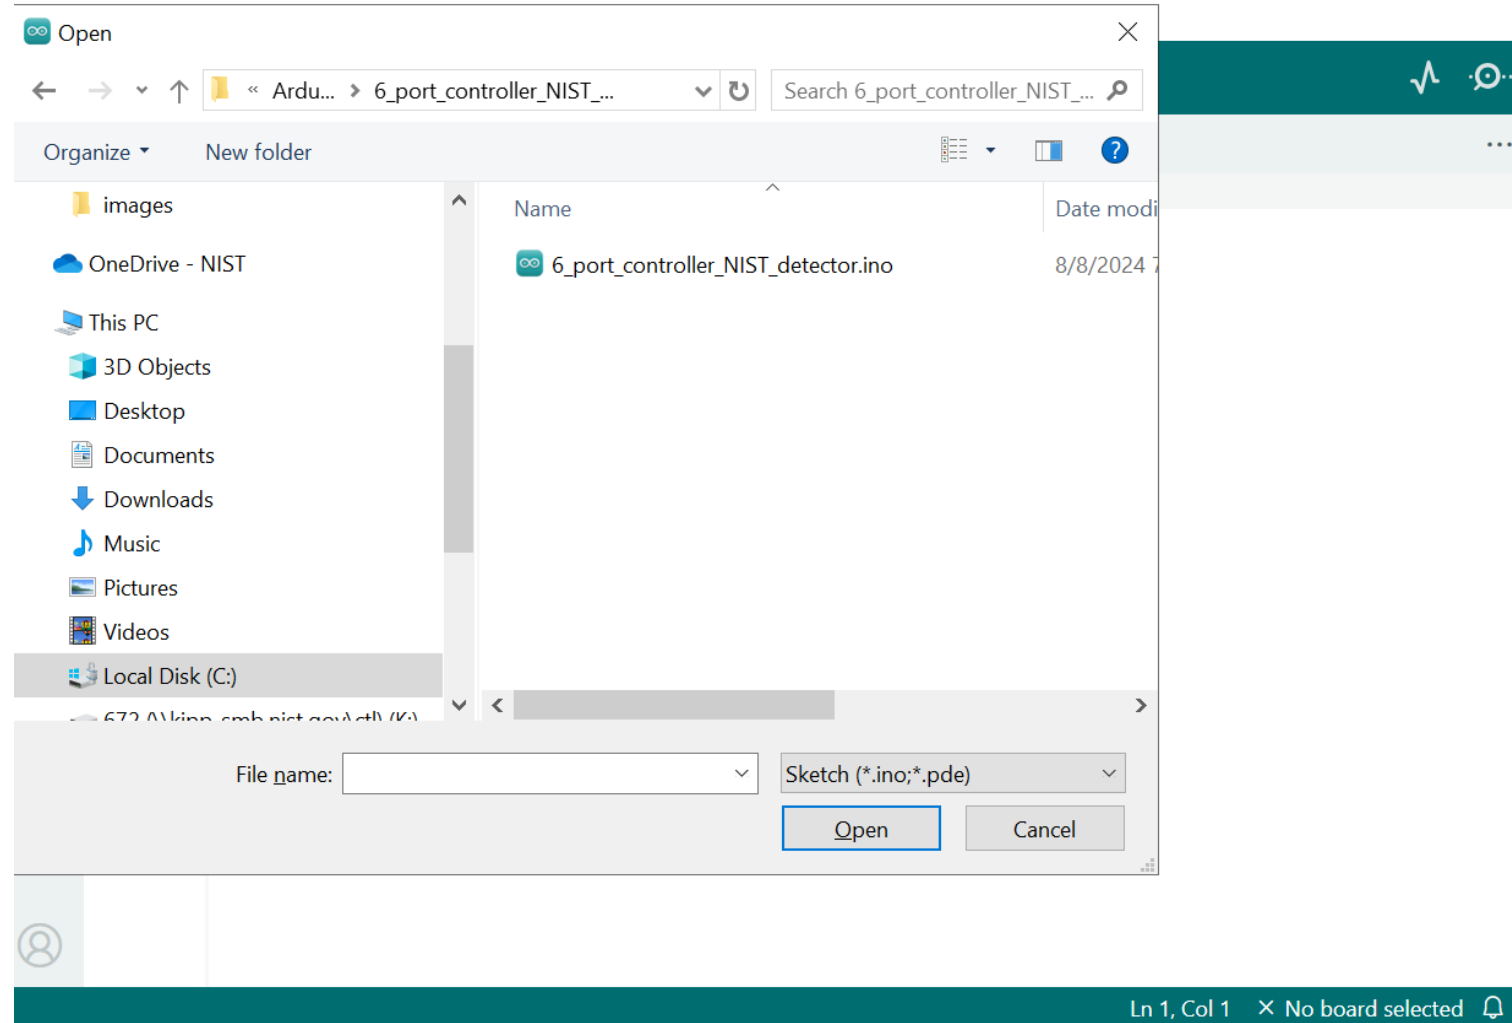 Open
« Ardu... > 6_port_controller_NIST_...
Search 6_port_controller_NIST_...
Organize
New folder
?
images
OneDrive - NIST
This PC
3D Objects
Desktop
Documents
Downloads
Music
Pictures
Videos
Local Disk (C:)
Name
Date modi
6_port_controller_NIST_detector.ino
8/8/2024
File name:
Sketch (*.ino;*.pde)
Open
Cancel
Ln 1, Col 1
No board selected